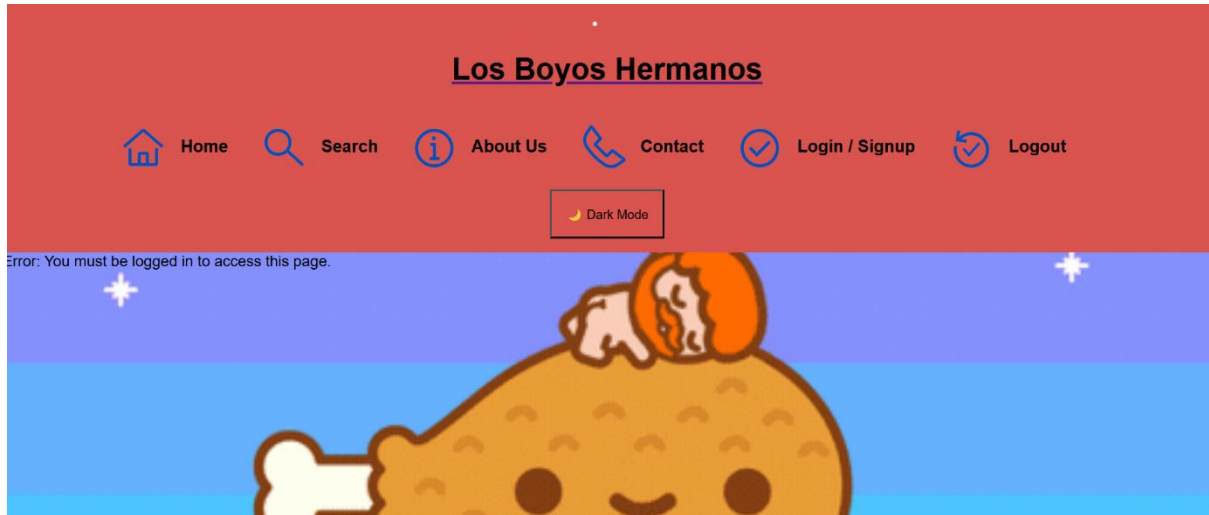 Los Boyos Hermanos
Home Search About Us Contact Login / Signup Logout
🌙 Dark Mode
Error: You must be logged in to access this page.